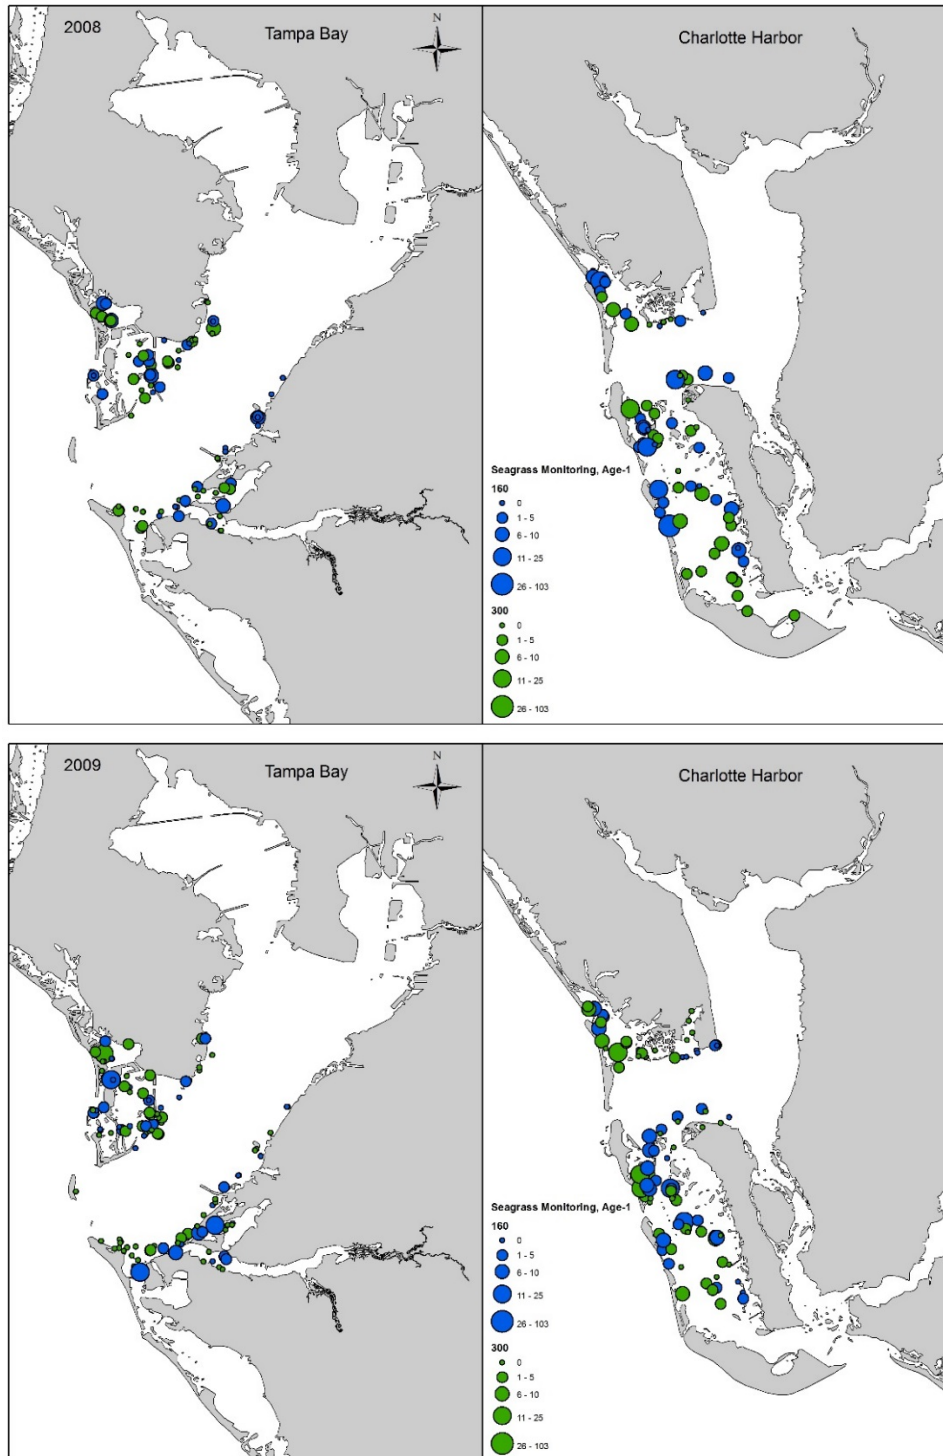 2008
Tampa Bay
N
Charlotte Harbor
Seagrass Monitoring, Age-1
160
0
1 - 5
6 - 10
11 - 25
26 - 103
300
0
1 - 5
6 - 10
11 - 25
26 - 103
2009
Tampa Bay
N
Charlotte Harbor
Seagrass Monitoring, Age-1
160
0
1 - 5
6 - 10
11 - 25
26 - 103
300
0
1 - 5
6 - 10
11 - 25
26 - 103